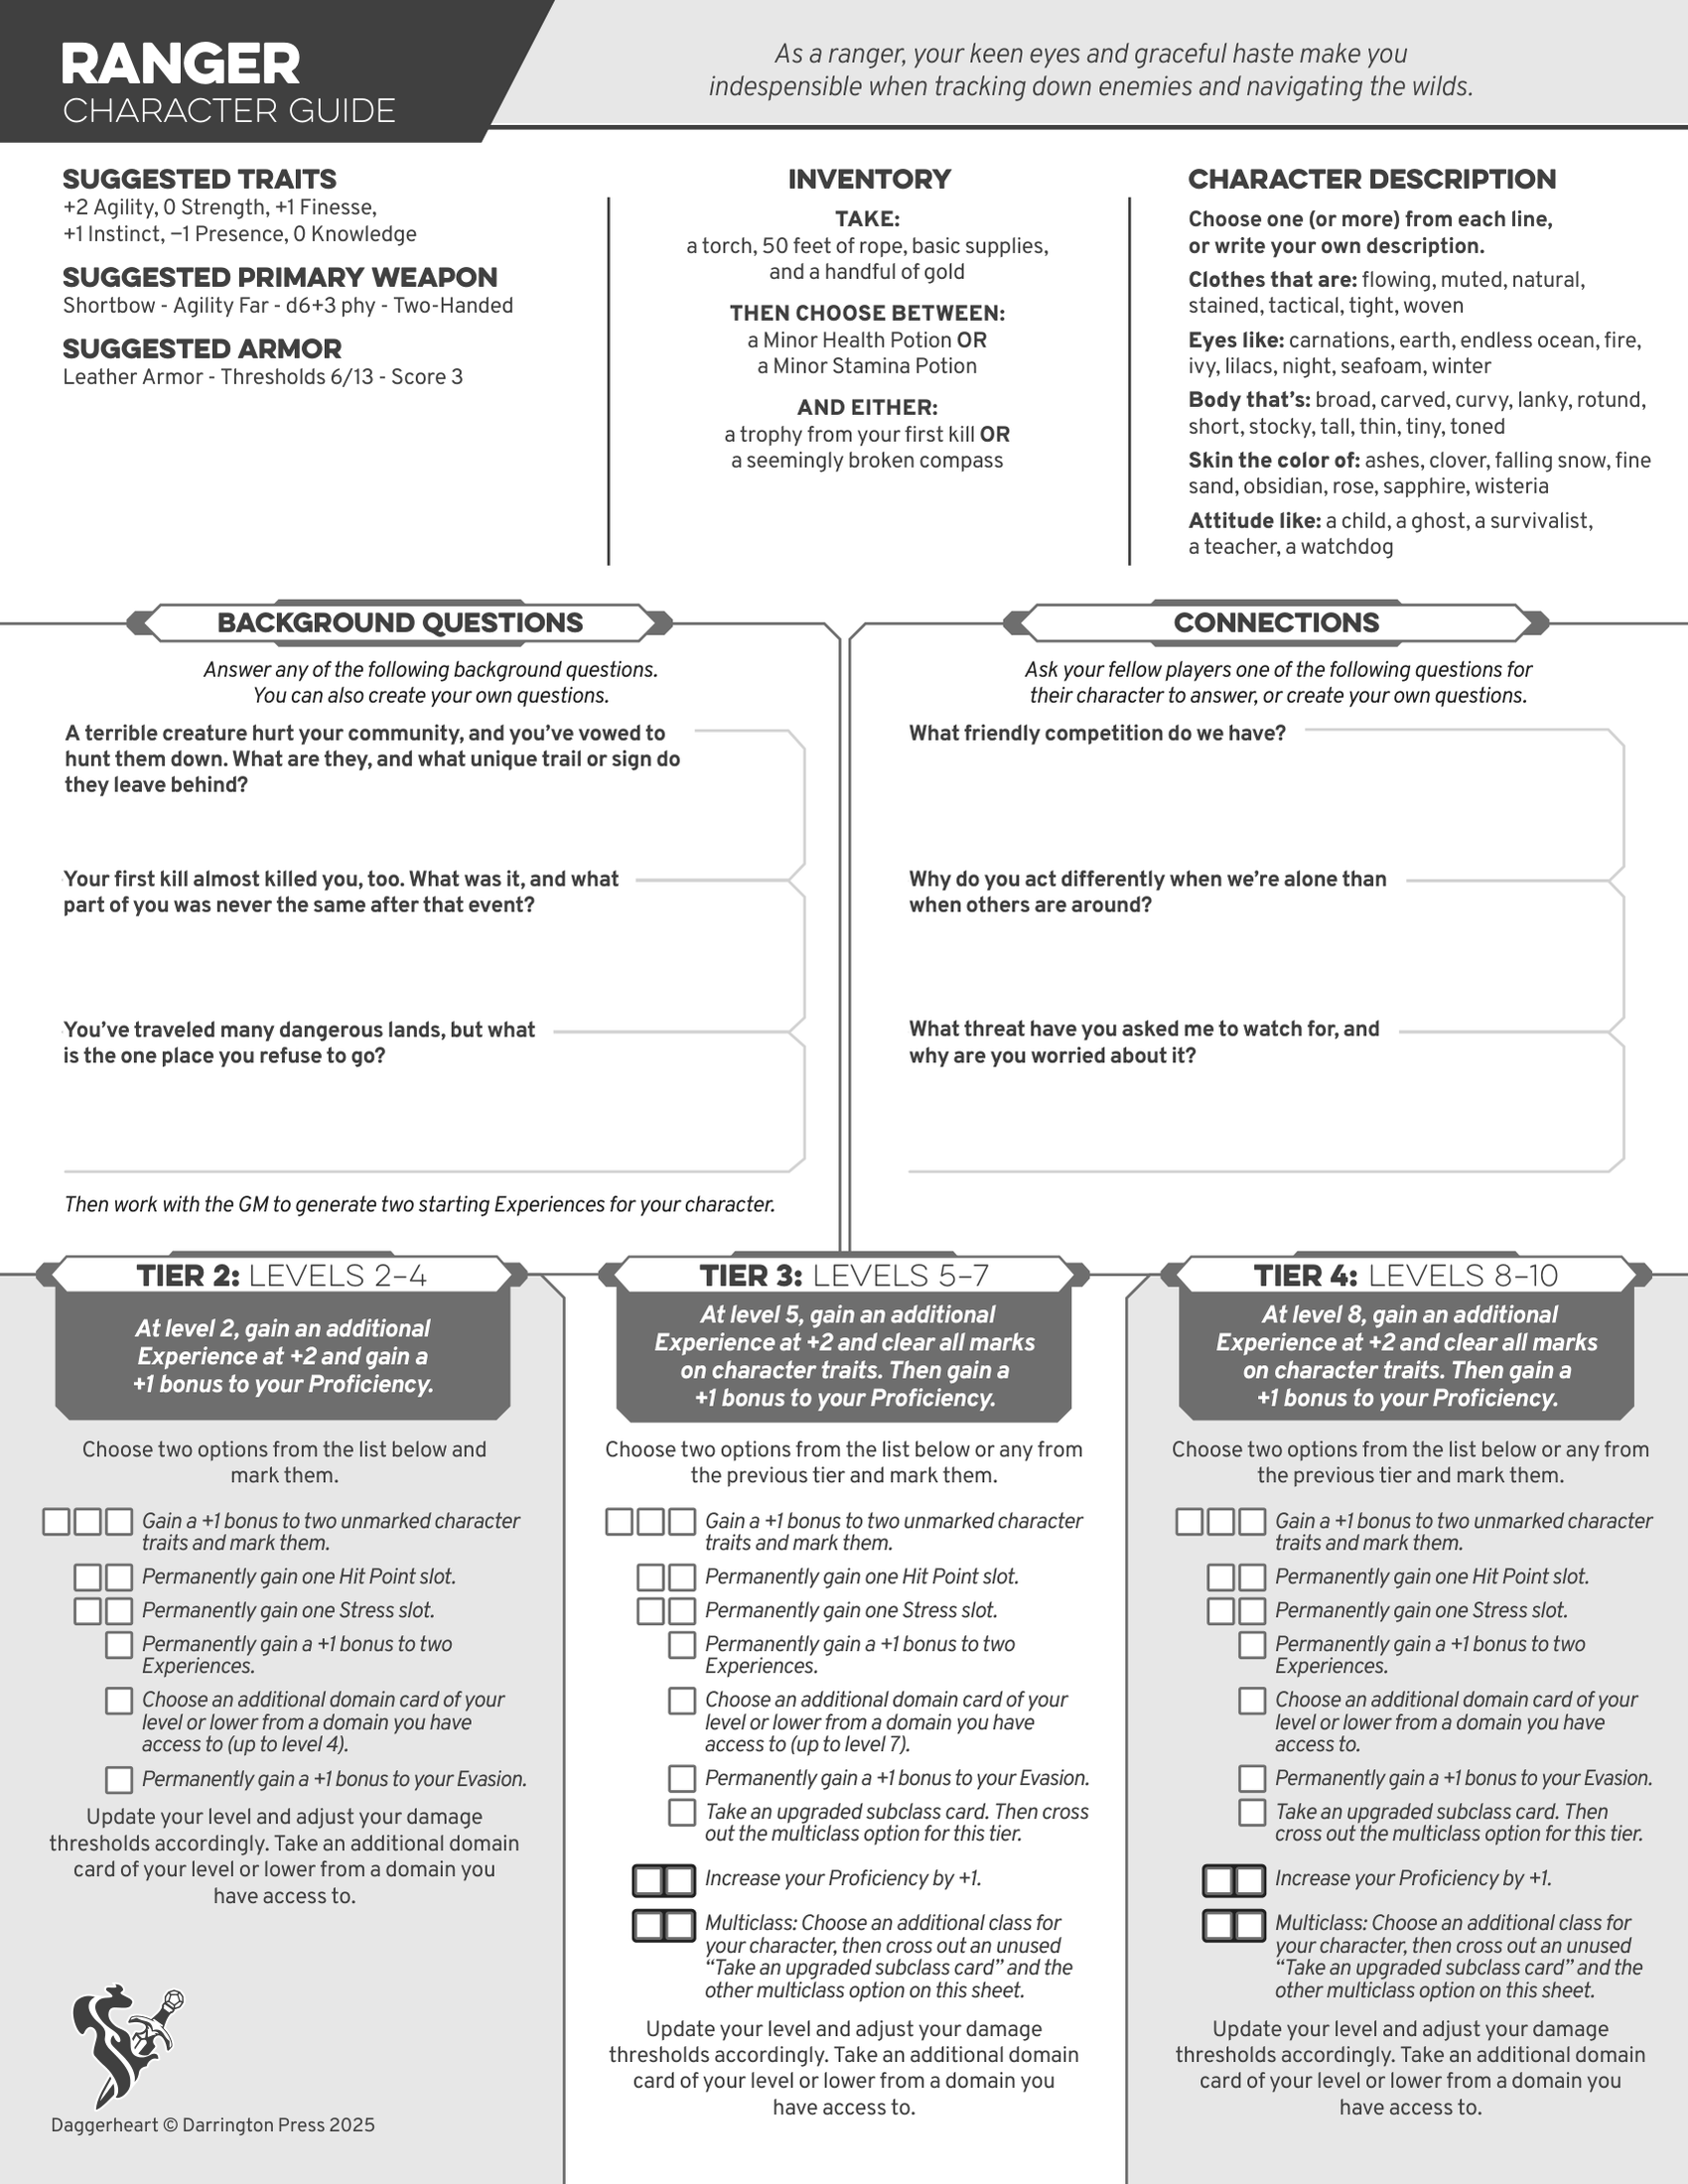 RANGER
CHARACTER GUIDE
As a ranger, your keen eyes and graceful haste make you
indespensible when tracking down enemies and navigating the wilds.
SUGGESTED TRAITS
+2 Agility, 0 Strength, +1 Finesse,
+1 Instinct, −1 Presence, 0 Knowledge
SUGGESTED PRIMARY WEAPON
Shortbow - Agility Far - d6+3 phy - Two-Handed
SUGGESTED ARMOR
Leather Armor - Thresholds 6/13 - Score 3
INVENTORY
TAKE:
a torch, 50 feet of rope, basic supplies,
and a handful of gold
THEN CHOOSE BETWEEN:
a Minor Health Potion OR
a Minor Stamina Potion
AND EITHER:
a trophy from your first kill OR
a seemingly broken compass
CHARACTER DESCRIPTION
Choose one (or more) from each line,
or write your own description.
Clothes that are: flowing, muted, natural,
stained, tactical, tight, woven
Eyes like: carnations, earth, endless ocean, fire,
ivy, lilacs, night, seafoam, winter
Body that’s: broad, carved, curvy, lanky, rotund,
short, stocky, tall, thin, tiny, toned
Skin the color of: ashes, clover, falling snow, fine
sand, obsidian, rose, sapphire, wisteria
Attitude like: a child, a ghost, a survivalist,
a teacher, a watchdog
BACKGROUND QUESTIONS
Answer any of the following background questions.
You can also create your own questions.
A terrible creature hurt your community, and you’ve vowed to
hunt them down. What are they, and what unique trail or sign do
they leave behind?
Your first kill almost killed you, too. What was it, and what
part of you was never the same after that event?
You’ve traveled many dangerous lands, but what
is the one place you refuse to go?
Then work with the GM to generate two starting Experiences for your character.
CONNECTIONS
Ask your fellow players one of the following questions for
their character to answer, or create your own questions.
What friendly competition do we have?
Why do you act differently when we’re alone than
when others are around?
What threat have you asked me to watch for, and
why are you worried about it?
TIER 2: LEVELS 2–4
At level 2, gain an additional
Experience at +2 and gain a
+1 bonus to your Proficiency.
Choose two options from the list below and
mark them.
Gain a +1 bonus to two unmarked character
traits and mark them.
Permanently gain one Hit Point slot.
Permanently gain one Stress slot.
Permanently gain a +1 bonus to two
Experiences.
Choose an additional domain card of your
level or lower from a domain you have
access to (up to level 4).
Permanently gain a +1 bonus to your Evasion.
Update your level and adjust your damage
thresholds accordingly. Take an additional domain
card of your level or lower from a domain you
have access to.
Daggerheart © Darrington Press 2025
TIER 3: LEVELS 5–7
At level 5, gain an additional
Experience at +2 and clear all marks
on character traits. Then gain a
+1 bonus to your Proficiency.
Choose two options from the list below or any from
the previous tier and mark them.
Gain a +1 bonus to two unmarked character
traits and mark them.
Permanently gain one Hit Point slot.
Permanently gain one Stress slot.
Permanently gain a +1 bonus to two
Experiences.
Choose an additional domain card of your
level or lower from a domain you have
access to (up to level 7).
Permanently gain a +1 bonus to your Evasion.
Take an upgraded subclass card. Then cross
out the multiclass option for this tier.
Increase your Proficiency by +1.
Multiclass: Choose an additional class for
your character, then cross out an unused
“Take an upgraded subclass card” and the
other multiclass option on this sheet.
Update your level and adjust your damage
thresholds accordingly. Take an additional domain
card of your level or lower from a domain you
have access to.
TIER 4: LEVELS 8–10
At level 8, gain an additional
Experience at +2 and clear all marks
on character traits. Then gain a
+1 bonus to your Proficiency.
Choose two options from the list below or any from
the previous tier and mark them.
Gain a +1 bonus to two unmarked character
traits and mark them.
Permanently gain one Hit Point slot.
Permanently gain one Stress slot.
Permanently gain a +1 bonus to two
Experiences.
Choose an additional domain card of your
level or lower from a domain you have
access to.
Permanently gain a +1 bonus to your Evasion.
Take an upgraded subclass card. Then
cross out the multiclass option for this tier.
Increase your Proficiency by +1.
Multiclass: Choose an additional class for
your character, then cross out an unused
“Take an upgraded subclass card” and the
other multiclass option on this sheet.
Update your level and adjust your damage
thresholds accordingly. Take an additional domain
card of your level or lower from a domain you
have access to.